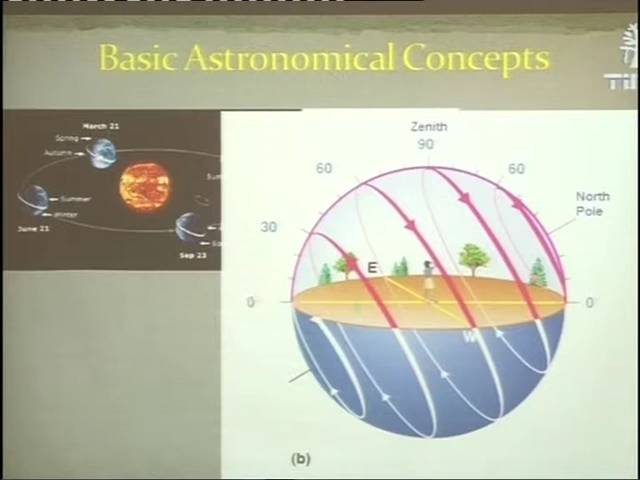 Basic Astronomical Concepts
March 21
Spring
Autumn
Summer
Winter
June 21
Sep 23
Zenith
90
60
60
North
Pole
30
E
0
0
W
(b)